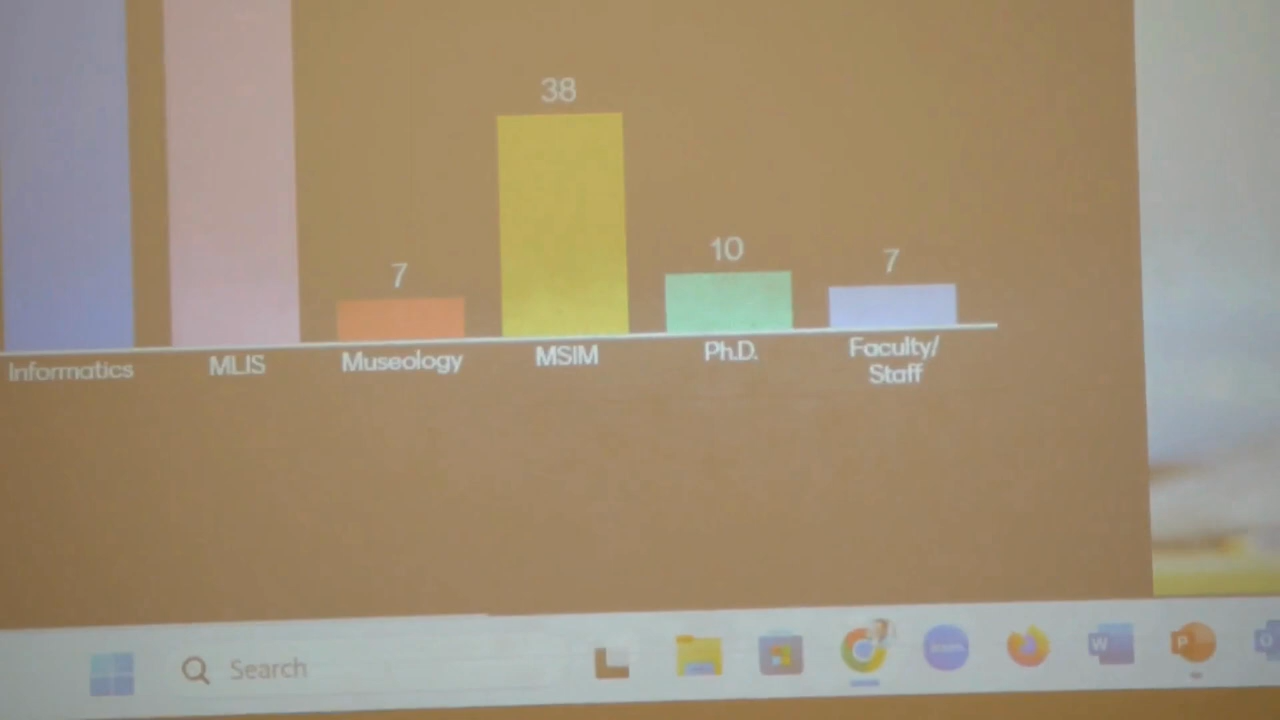 38
10
7
7
Informatics
MLIS
Museology
MSIM
Ph.D.
Faculty/
Staff
Search
W
P